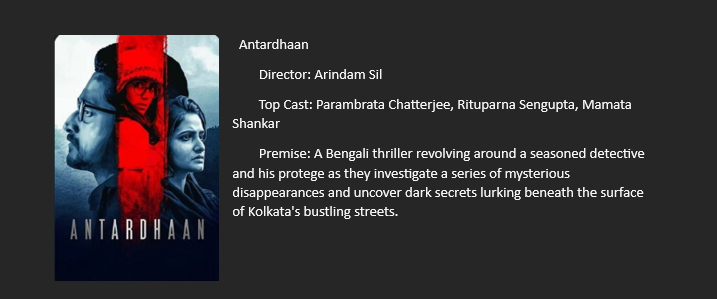 Antardhaan
Director: Arindam Sil
Top Cast: Parambrata Chatterjee, Rituparna Sengupta, Mamata
Shankar
Premise: A Bengali thriller revolving around a seasoned detective
and his protege as they investigate a series of mysterious
disappearances and uncover dark secrets lurking beneath the surface
of Kolkata's bustling streets.
ANTARDHAAN